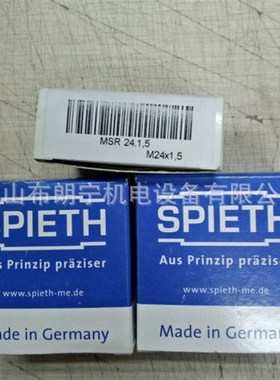 MSR 24.1,5
M24x1,5
山布朗宁机电设备有限公
SPIETH
Aus Prinzip präziser
www.spieth-me.de
Made in Germany
SPIETH
Aus Prinzip präziser
www.spieth-me.de
Made in Germany